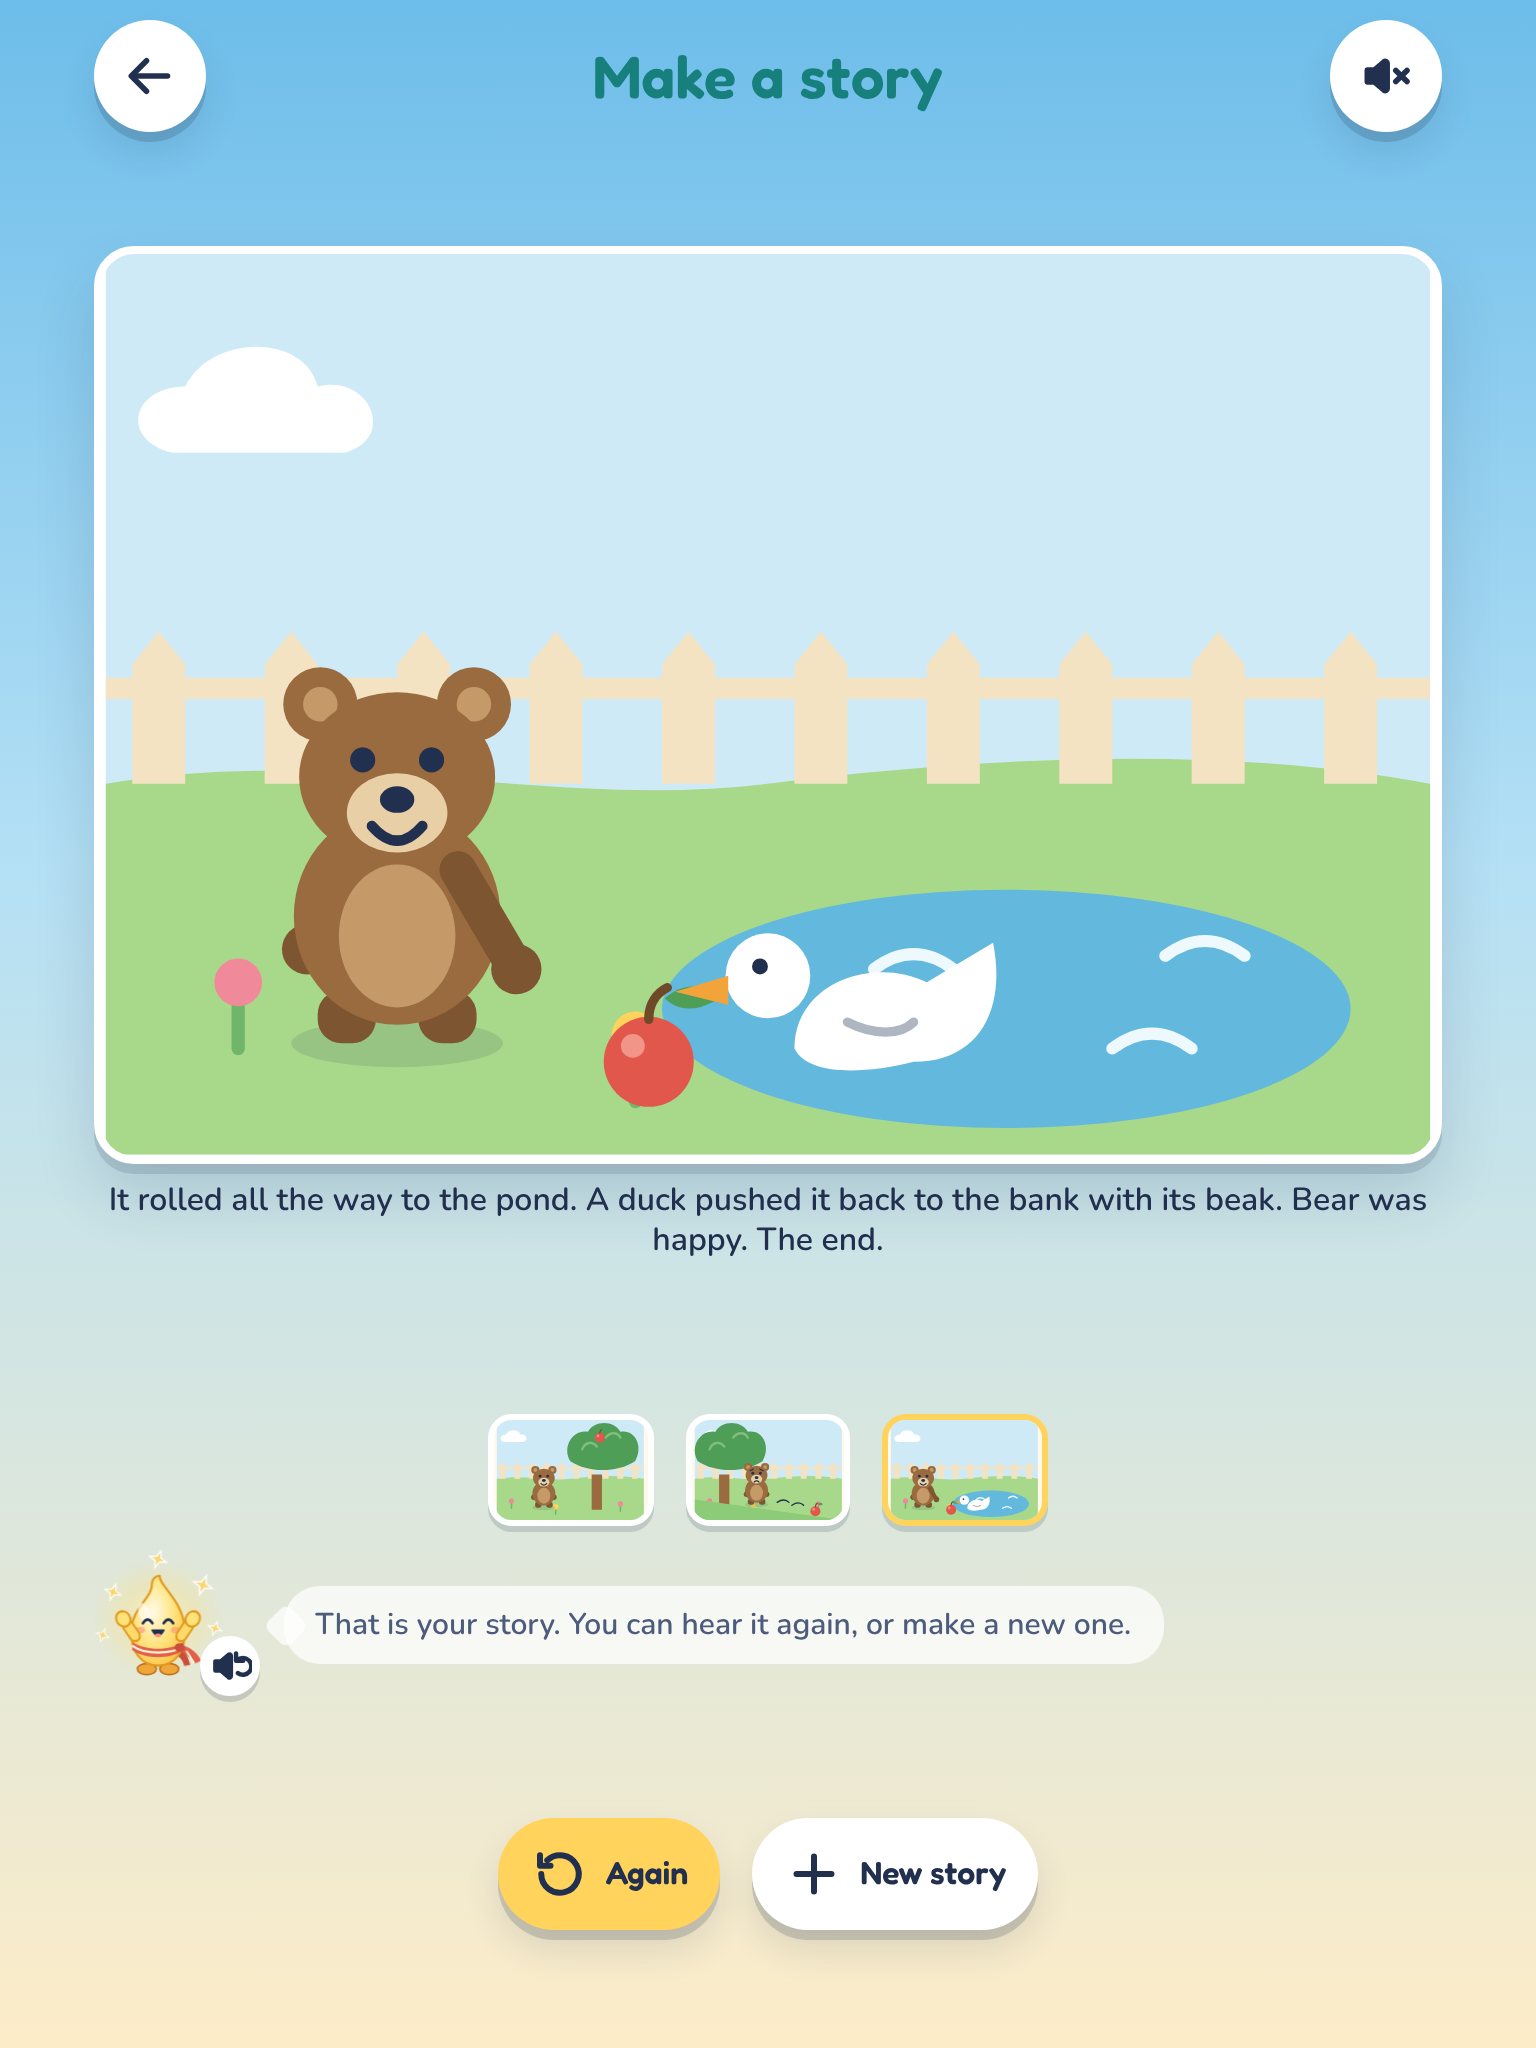 Make a story
It rolled all the way to the pond. A duck pushed it back to the bank with its beak. Bear was
happy. The end.
That is your story. You can hear it again, or make a new one.
Again
New story